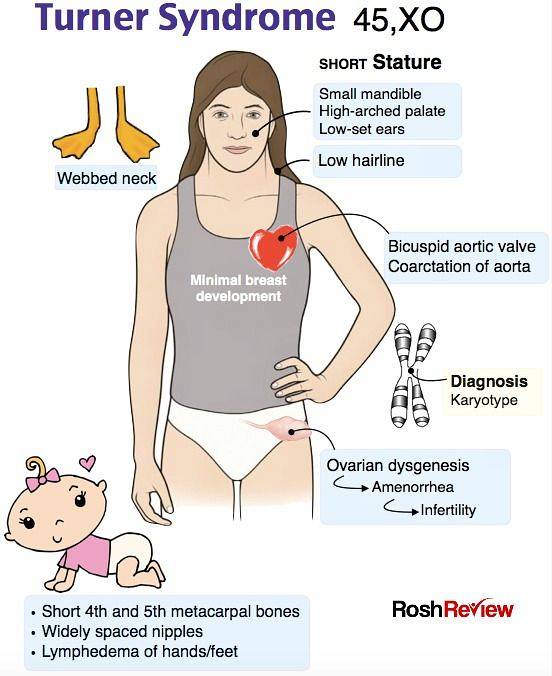 Turner Syndrome 45,XO
SHORT Stature
Small mandible
High-arched palate
Low-set ears
Low hairline
Webbed neck
Bicuspid aortic valve
Coarctation of aorta
Minimal breast
development
Diagnosis
Karyotype
Ovarian dysgenesis
Amenorrhea
Infertility
• Short 4th and 5th metacarpal bones
• Widely spaced nipples
• Lymphedema of hands/feet
RoshReview